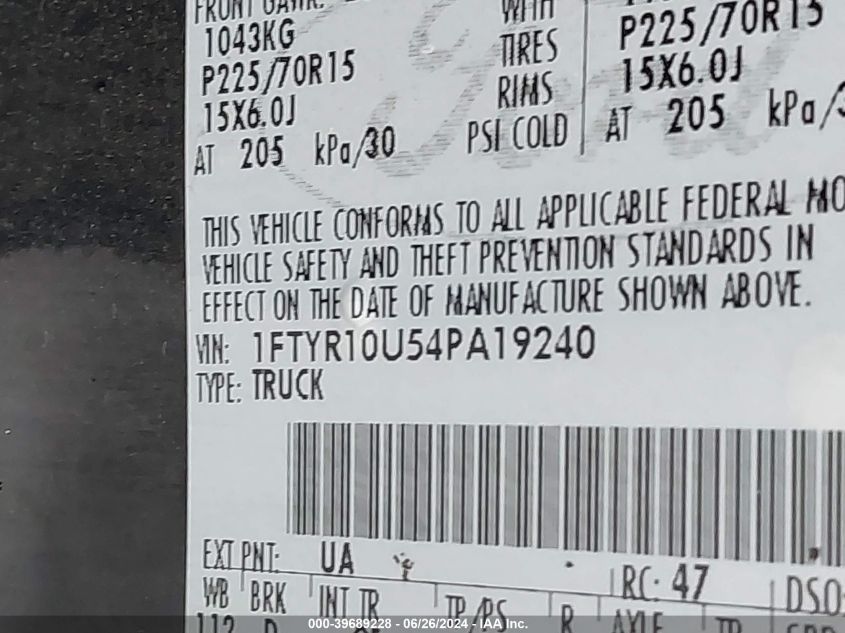 FRONT GAWR:
1043KG WITH
P225/70R15 TIRES P225/70R15
15X6.0J RIMS 15X6.0J
AT 205 kPa/30 PSI COLD AT 205 kPa/3
THIS VEHICLE CONFORMS TO ALL APPLICABLE FEDERAL MO
VEHICLE SAFETY AND THEFT PREVENTION STANDARDS IN
EFFECT ON THE DATE OF MANUFACTURE SHOWN ABOVE.
VIN: 1FTYR10U54PA19240
TYPE: TRUCK
EXT PNT: UA RC: 47 DSO:
WB BRK INT TR TP/PS R AXLE TR
112
000-39689228 - 06/26/2024 - IAA Inc.